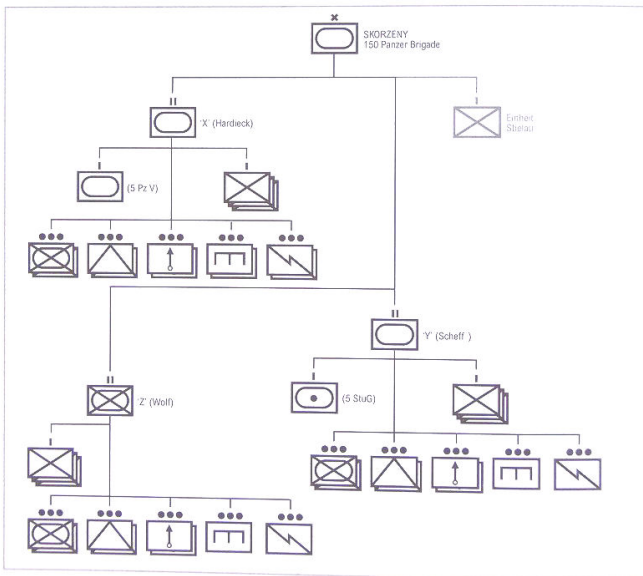 SKORZENY
150 Panzer Brigade
Einheit
Stielau
'X' (Hardieck)
(5 Pz V)
'Y' (Scheff )
(5 StuG)
'Z' (Wolf)